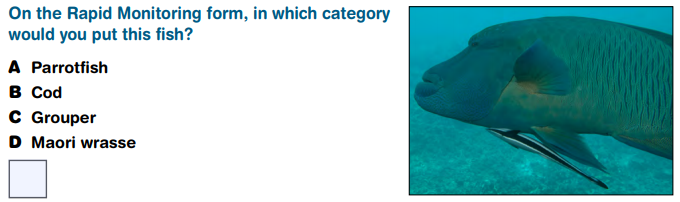 On the Rapid Monitoring form, in which category
would you put this fish?
A Parrotfish
B Cod
C Grouper
D Maori wrasse